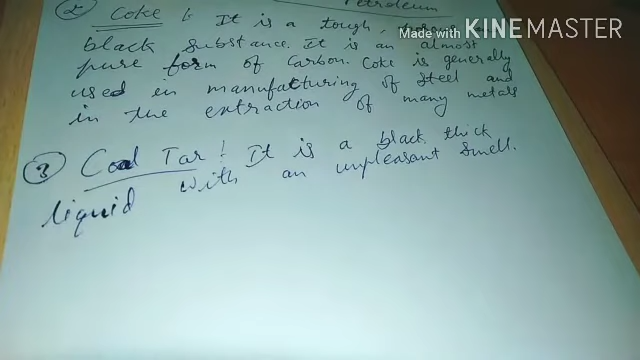 Petroleum
② Coke It is a tough,
black substance. It is an almost
pure form of Carbon. Coke is generally
used in manufacturing of Steel and
in the extraction of many metals
③ Coal Tar! It is a black thick
liquid with an unpleasant smell.
Made with KINEMASTER